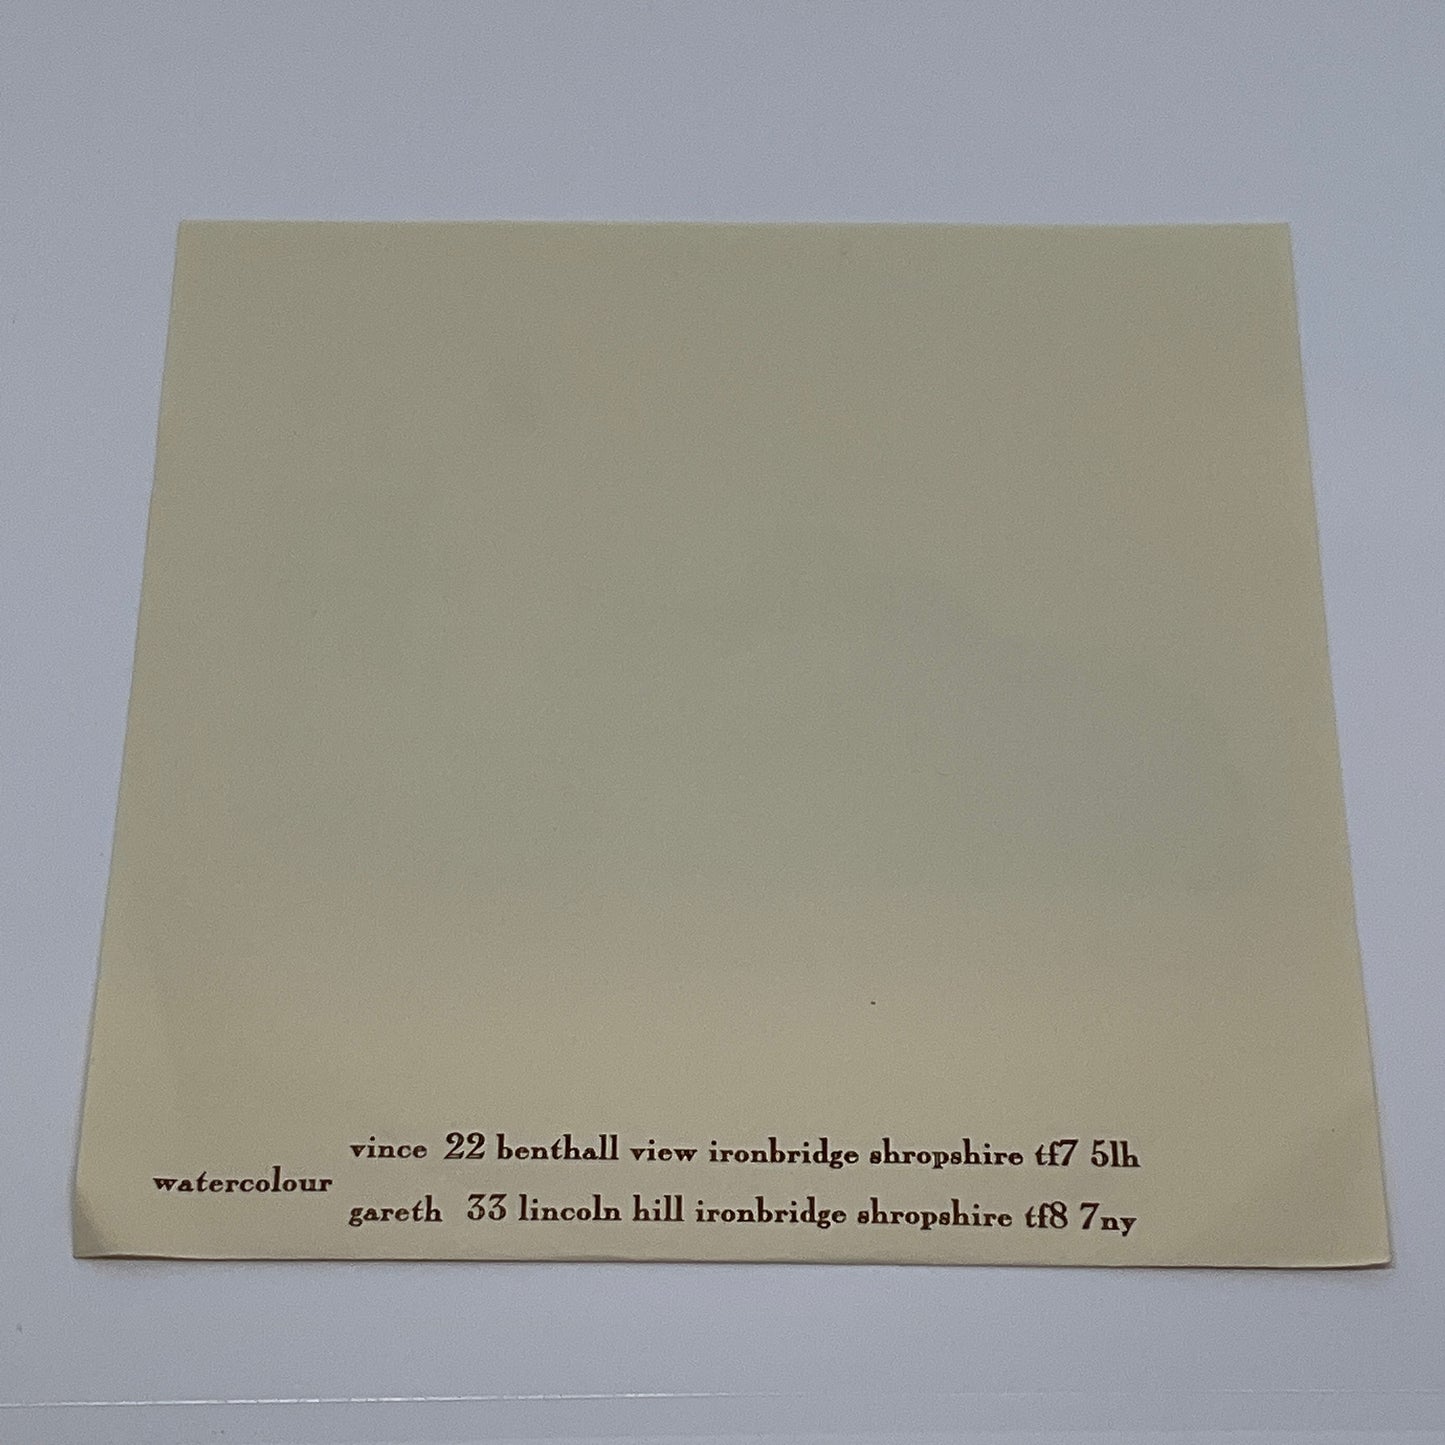 vince 22 benthall view ironbridge shropshire tf7 5lh
watercolour
gareth 33 lincoln hill ironbridge shropshire tf8 7ny